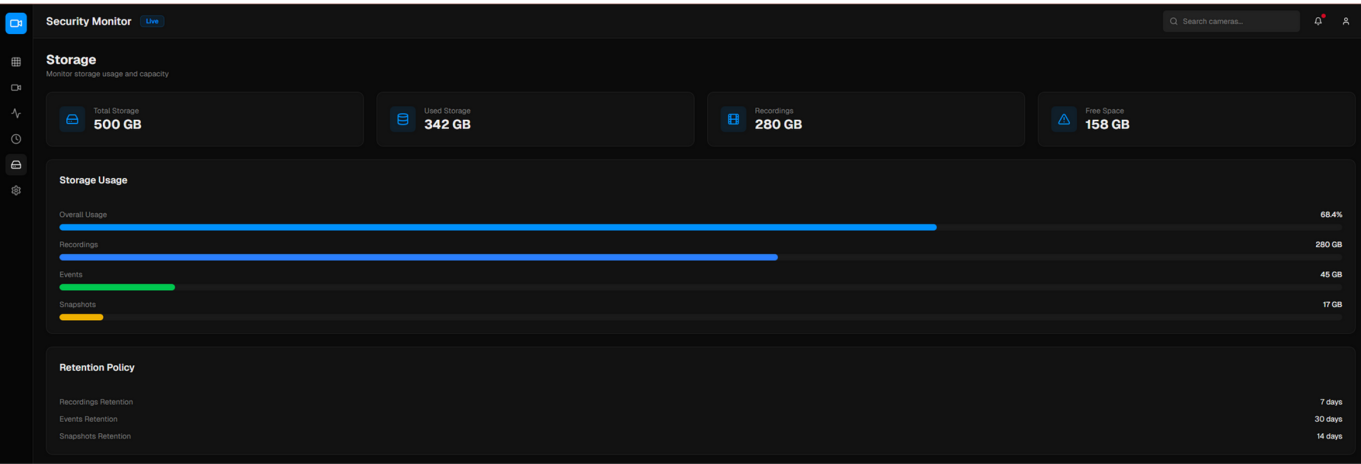 Security Monitor Live Search cameras...
Storage
Monitor storage usage and capacity
Total Storage
500 GB
Used Storage
342 GB
Recordings
280 GB
Free Space
158 GB
Storage Usage
Overall Usage 68.4%
Recordings 280 GB
Events 45 GB
Snapshots 17 GB
Retention Policy
Recordings Retention 7 days
Events Retention 30 days
Snapshots Retention 14 days